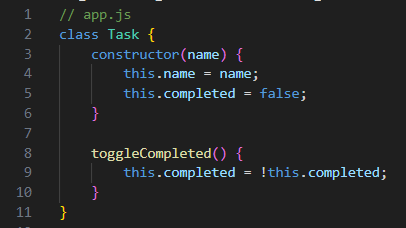 1 // app.js
2 class Task {
3     constructor(name) {
4         this.name = name;
5         this.completed = false;
6     }
7
8     toggleCompleted() {
9         this.completed = !this.completed;
10     }
11 }